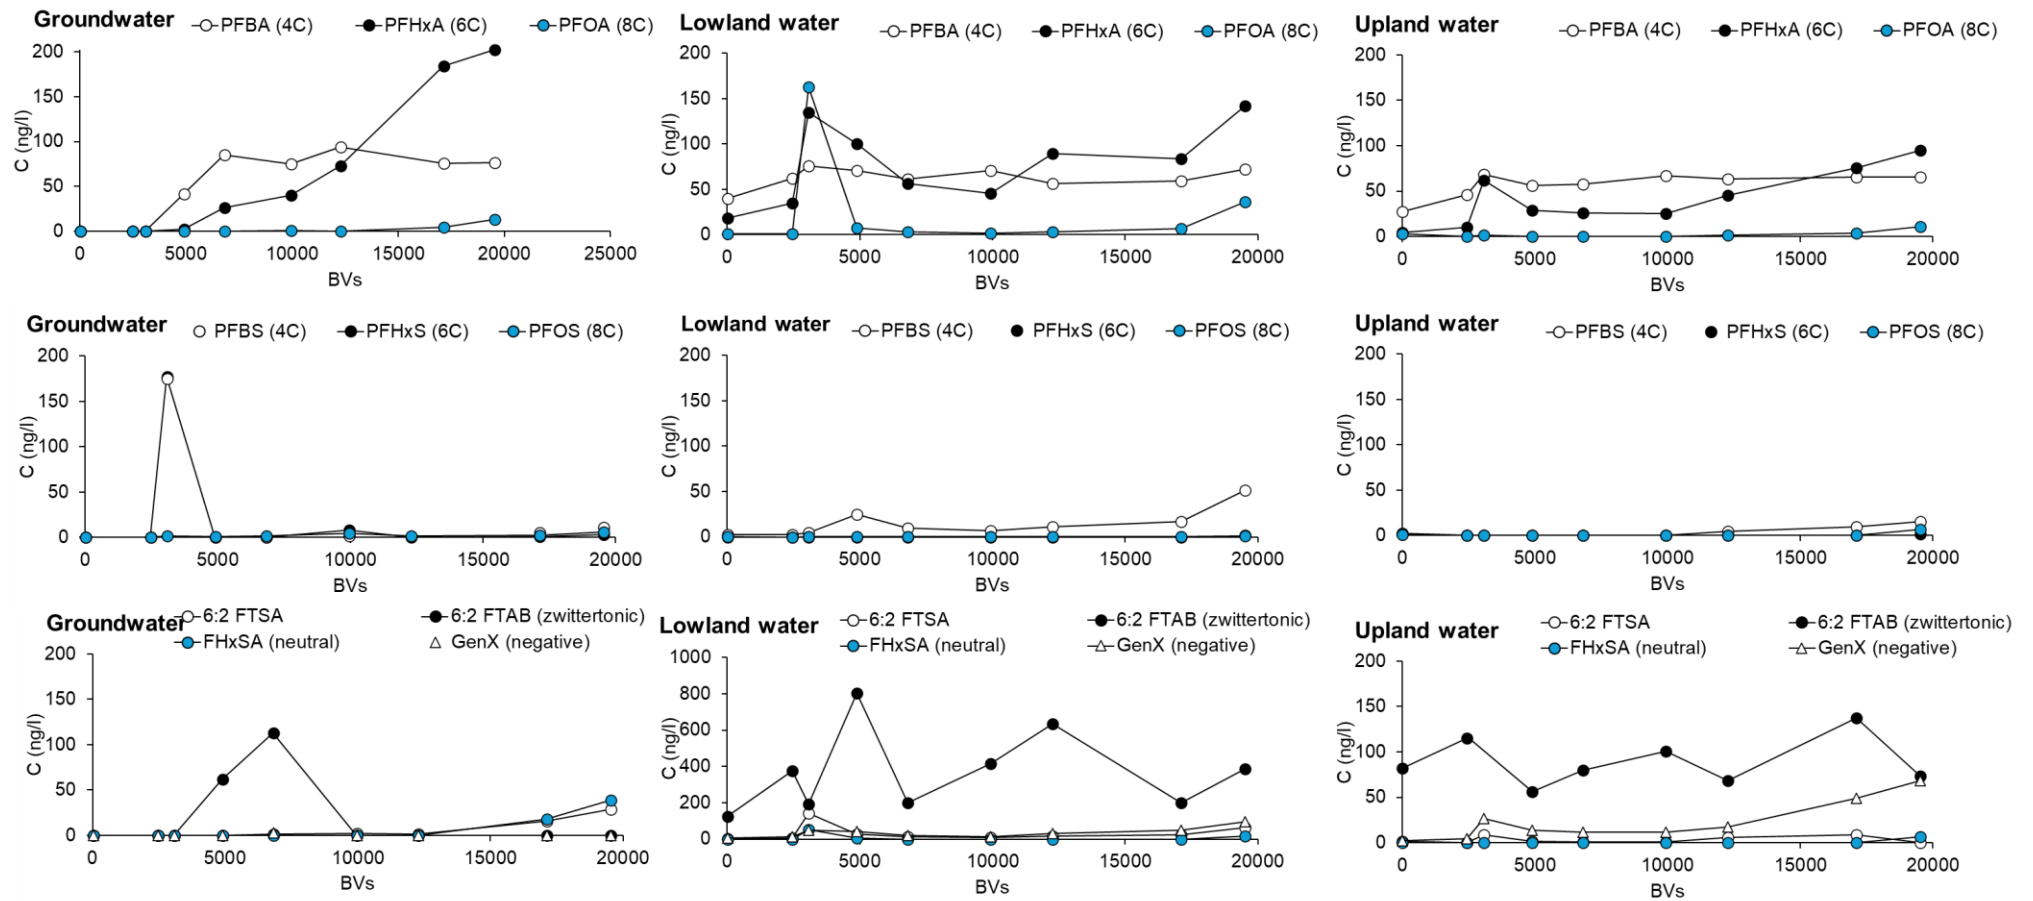 Groundwater PFBA (4C) PFHxA (6C) PFOA (8C)
200
150
100
50
0
C (ng/l)
0 5000 10000 15000 20000 25000
BVs
Lowland water PFBA (4C) PFHxA (6C) PFOA (8C)
200
150
100
50
0
C (ng/l)
0 5000 10000 15000 20000
BVs
Upland water PFBA (4C) PFHxA (6C) PFOA (8C)
200
150
100
50
0
C (ng/l)
0 5000 10000 15000 20000
BVs
Groundwater PFBS (4C) PFHxS (6C) PFOS (8C)
200
150
100
50
0
C (ng/l)
0 5000 10000 15000 20000
BVs
Lowland water PFBS (4C) PFHxS (6C) PFOS (8C)
200
150
100
50
0
C (ng/l)
0 5000 10000 15000 20000
BVs
Upland water PFBS (4C) PFHxS (6C) PFOS (8C)
200
150
100
50
0
C (ng/l)
0 5000 10000 15000 20000
BVs
Groundwater 6:2 FTSA 6:2 FTAB (zwittertonic)
FHxSA (neutral) GenX (negative)
200
150
100
50
0
C (ng/l)
0 5000 10000 15000 20000
BVs
Lowland water 6:2 FTSA 6:2 FTAB (zwittertonic)
FHxSA (neutral) GenX (negative)
1000
800
600
400
200
0
C (ng/l)
0 5000 10000 15000 20000
BVs
Upland water 6:2 FTSA 6:2 FTAB (zwittertonic)
FHxSA (neutral) GenX (negative)
200
150
100
50
0
C (ng/l)
0 5000 10000 15000 20000
BVs